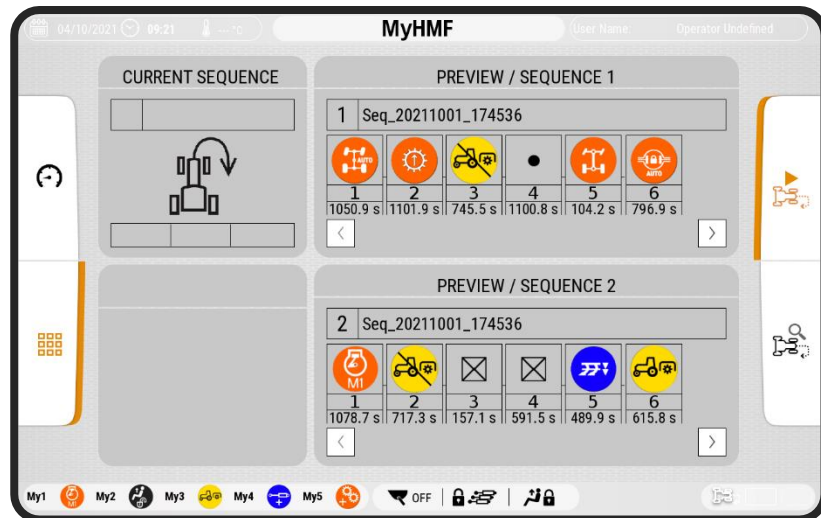 04/10/2021 09:21 --- °C MyHMF User Name: Operator Undefined
CURRENT SEQUENCE
PREVIEW / SEQUENCE 1
1 Seq_20211001_174536
AUTO AUTO
1 2 3 4 5 6
1050.9 s 1101.9 s 745.5 s 1100.8 s 104.2 s 796.9 s
PREVIEW / SEQUENCE 2
2 Seq_20211001_174536
M1
1 2 3 4 5 6
1078.7 s 717.3 s 157.1 s 591.5 s 489.9 s 615.8 s
My1 M1 My2 My3 My4 My5 OFF